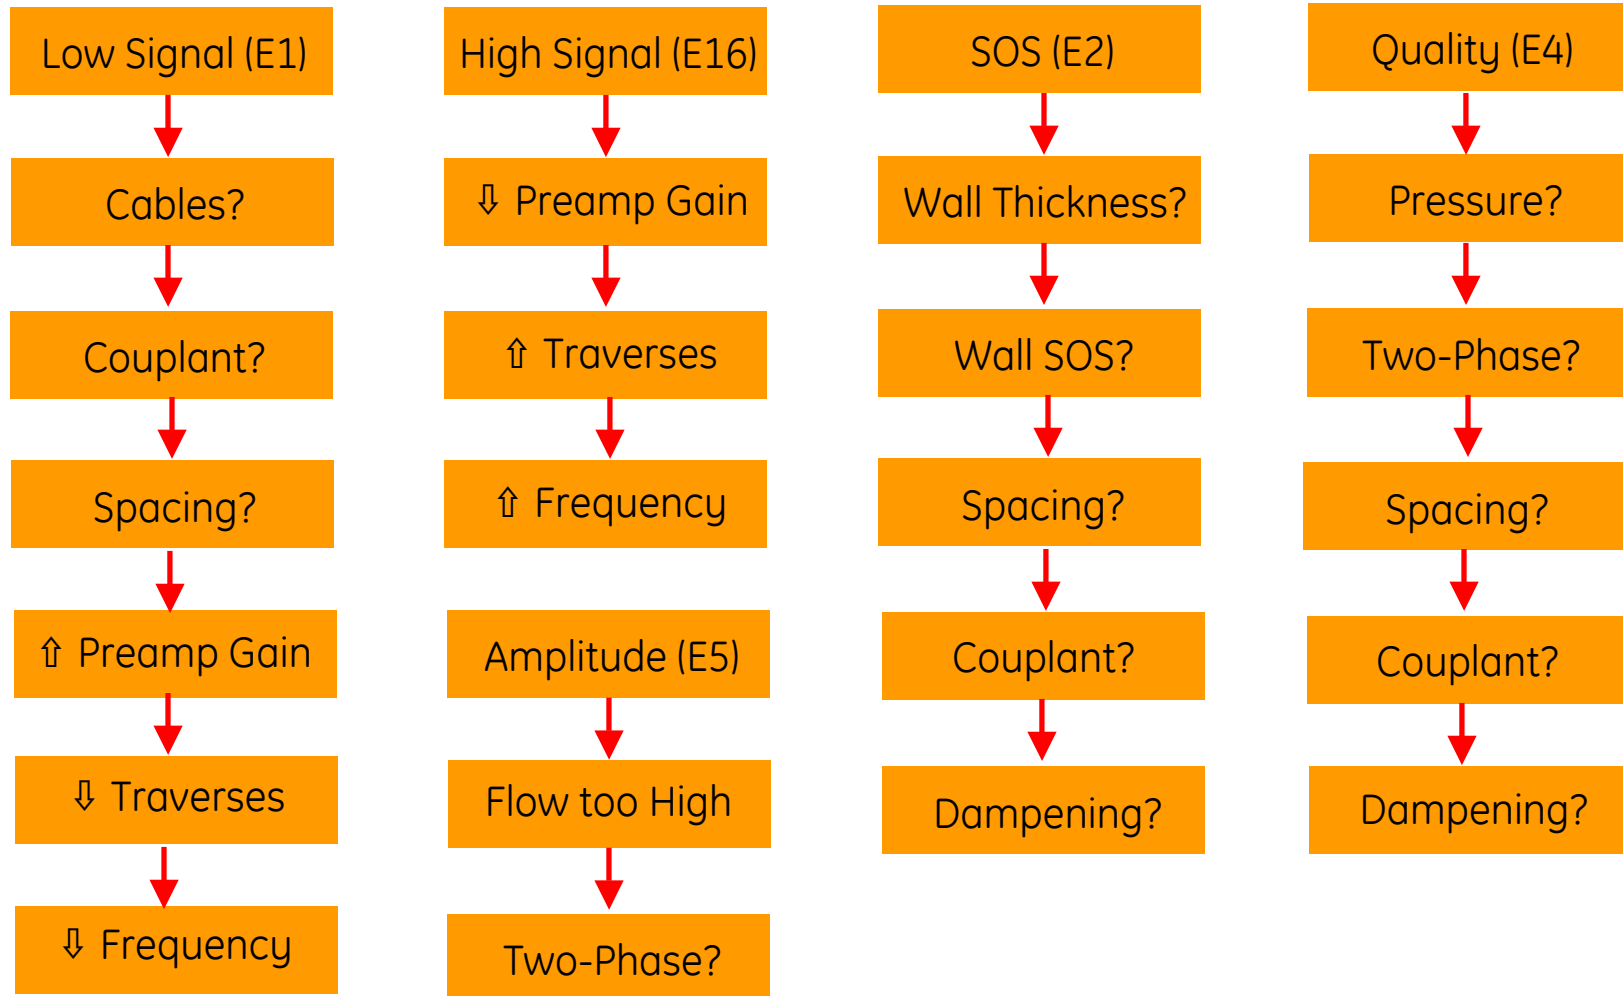 Low Signal (E1)
Cables?
Couplant?
Spacing?
⇧ Preamp Gain
⇩ Traverses
⇩ Frequency
High Signal (E16)
⇩ Preamp Gain
⇧ Traverses
⇧ Frequency
Amplitude (E5)
Flow too High
Two-Phase?
SOS (E2)
Wall Thickness?
Wall SOS?
Spacing?
Couplant?
Dampening?
Quality (E4)
Pressure?
Two-Phase?
Spacing?
Couplant?
Dampening?